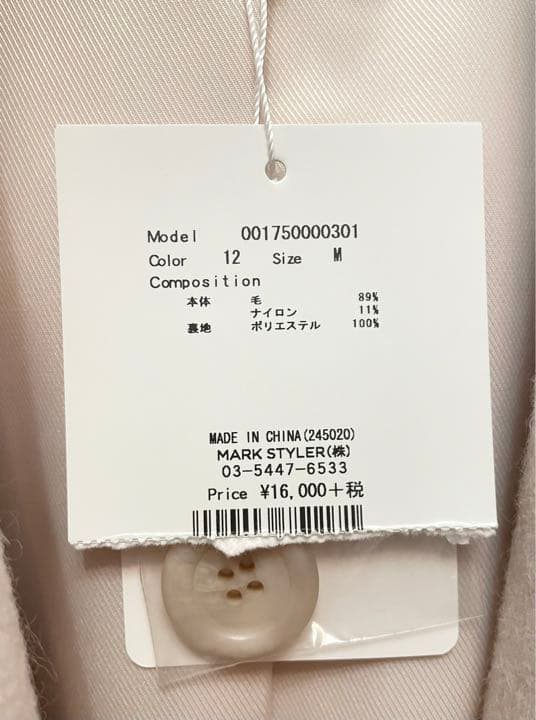 Model 001750000301
Color 12 Size M
Composition
本体 毛 89%
ナイロン 11%
裏地 ポリエステル 100%
MADE IN CHINA(245020)
MARK STYLER(株)
03-5447-6533
Price ¥16,000+税